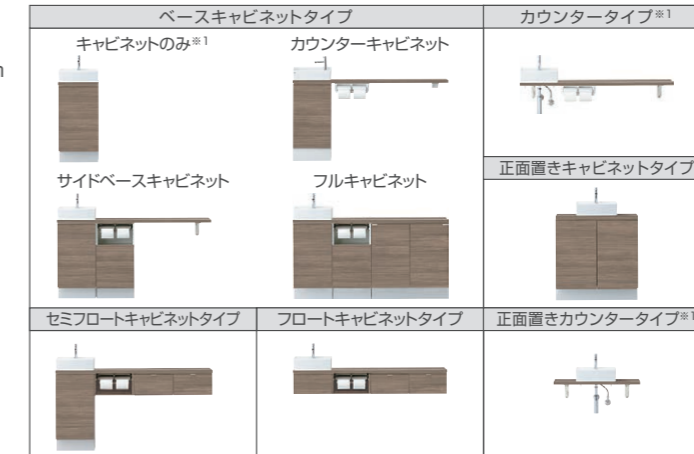 ベースキャビネットタイプ
カウンタータイプ※1
キャビネットのみ※1
カウンターキャビネット
m
正面置きキャビネットタイプ
サイドベースキャビネット
フルキャビネット
セミフロートキャビネットタイプ
フロートキャビネットタイプ
正面置きカウンタータイプ※1